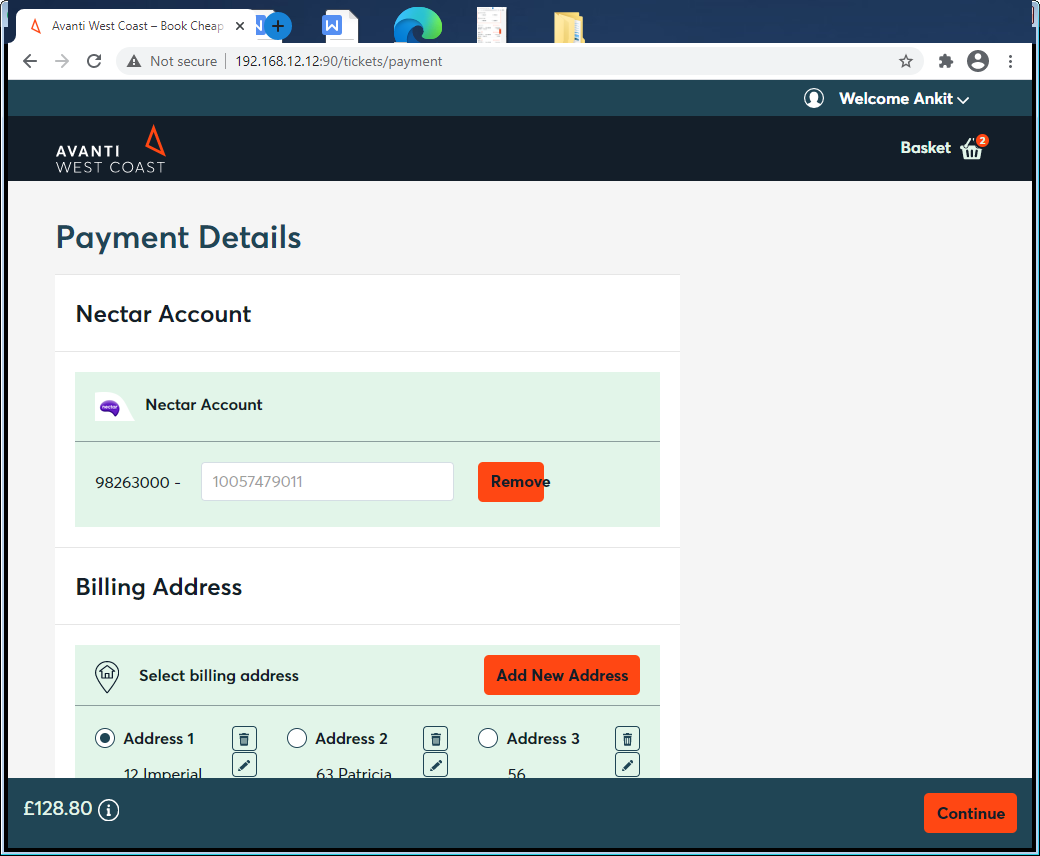 Avanti West Coast – Book Cheap
Not secure
192.168.12.12:90/tickets/payment
Welcome Ankit
AVANTI
WEST COAST
Basket
2
Payment Details
Nectar Account
nectar
Nectar Account
98263000 -
10057479011
Remove
Billing Address
Select billing address
Add New Address
Address 1
Address 2
Address 3
12 Imperial
63 Patricia
56
£128.80
Continue